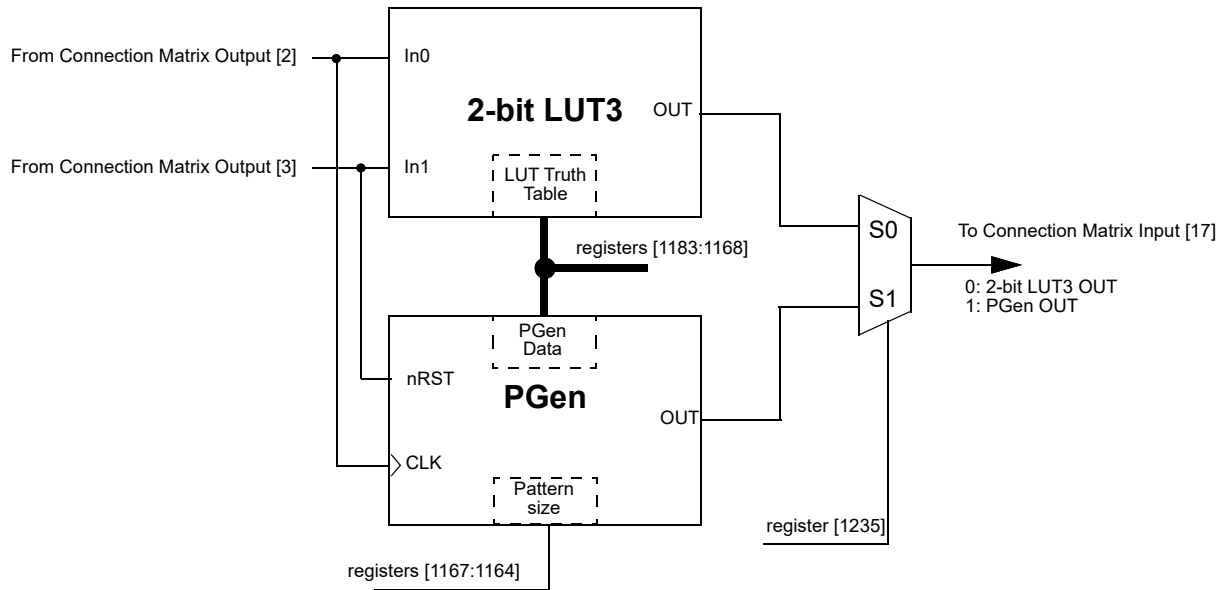 From Connection Matrix Output [2]
In0
2-bit LUT3
OUT
From Connection Matrix Output [3]
In1
LUT Truth
Table
registers [1183:1168]
S0
To Connection Matrix Input [17]
S1
0: 2-bit LUT3 OUT
1: PGen OUT
PGen
Data
nRST
PGen
OUT
CLK
Pattern
size
register [1235]
registers [1167:1164]